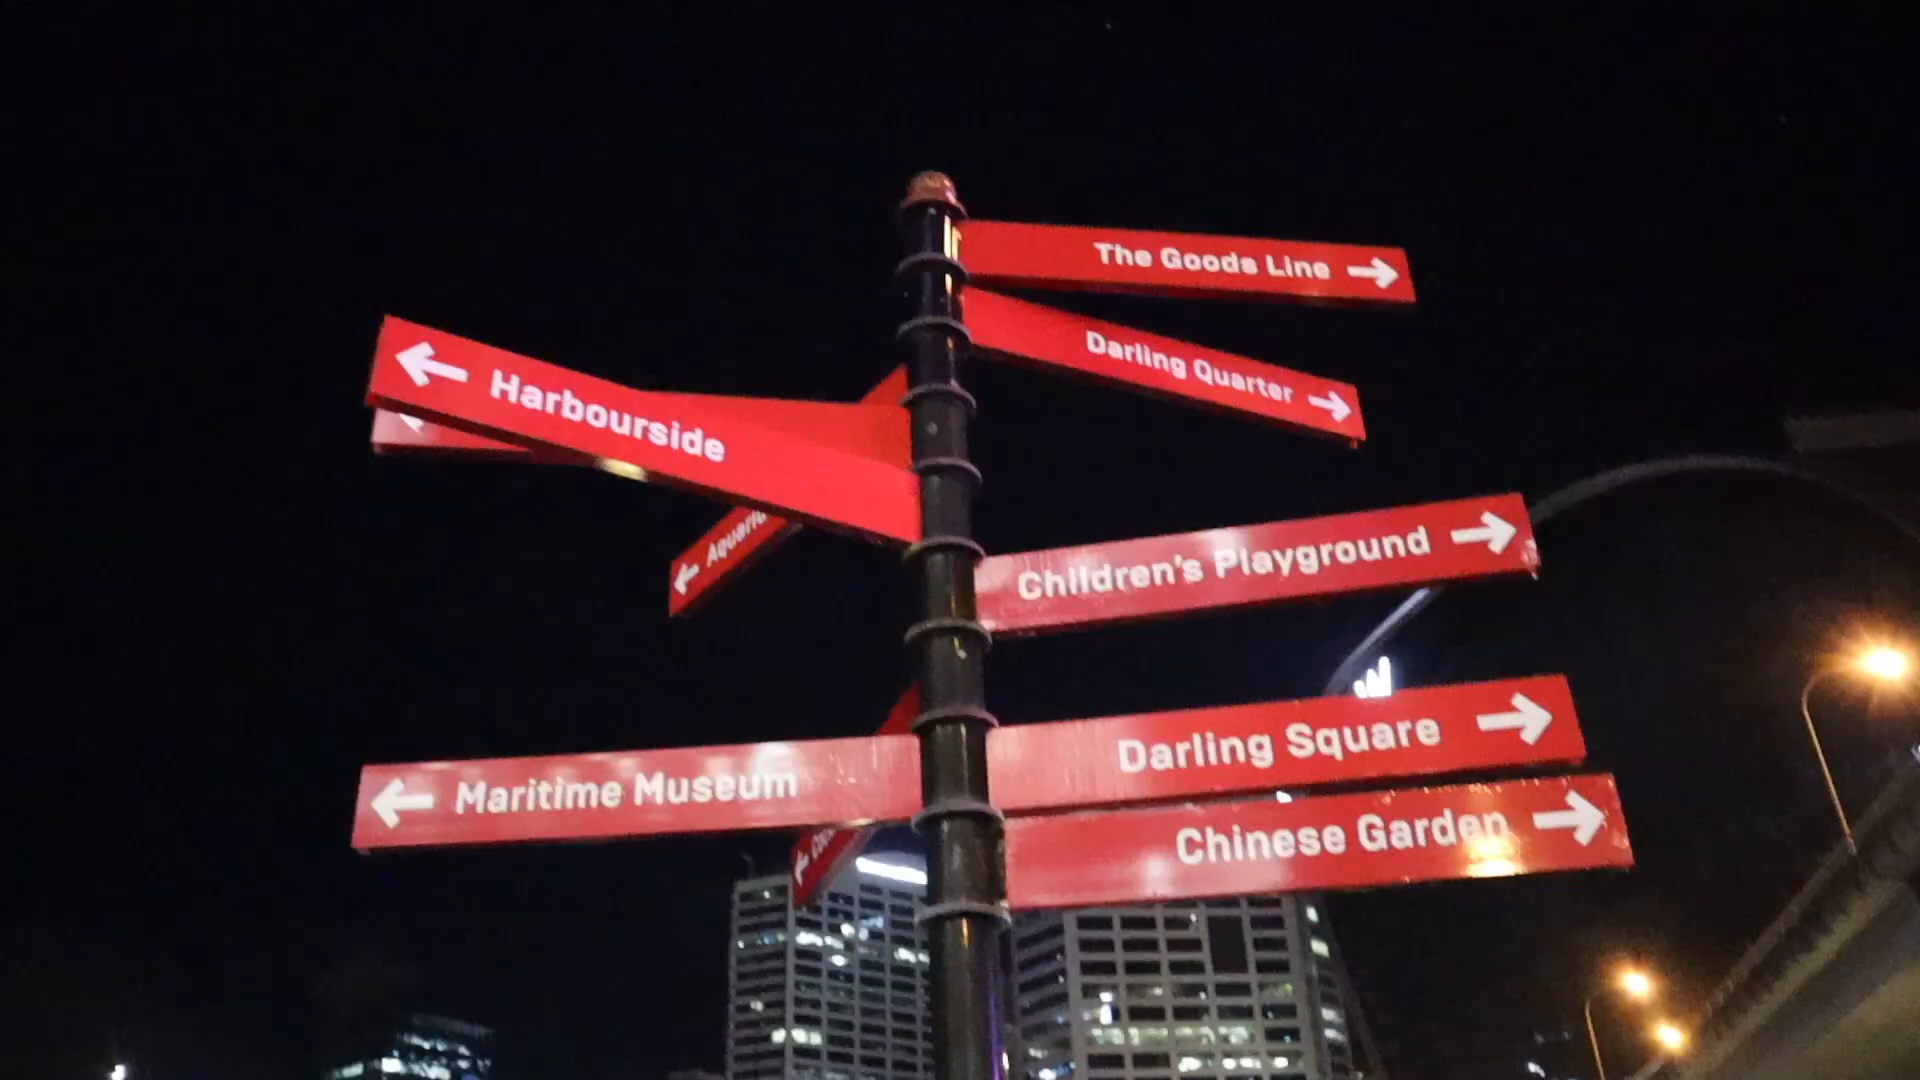 The Goods Line
Darling Quarter
Harbourside
Children's Playground
Darling Square
Maritime Museum
Chinese Garden